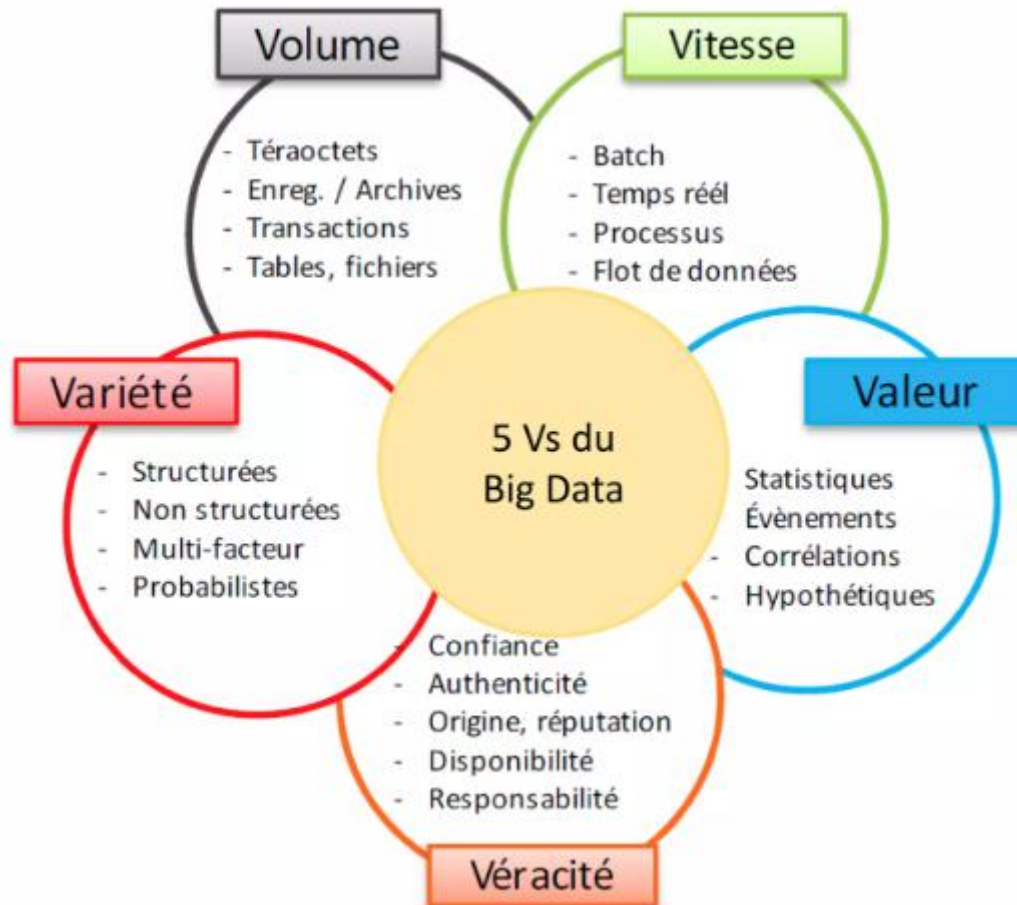 Volume
- Téraoctets
- Enreg. / Archives
- Transactions
- Tables, fichiers
Vitesse
- Batch
- Temps réél
- Processus
- Flot de données
Variété
- Structurées
- Non structurées
- Multi-facteur
- Probabilistes
5 Vs du
Big Data
Valeur
Statistiques
Évènements
- Corrélations
- Hypothétiques
- Confiance
- Authenticité
- Origine, réputation
- Disponibilité
- Responsabilité
Véracité